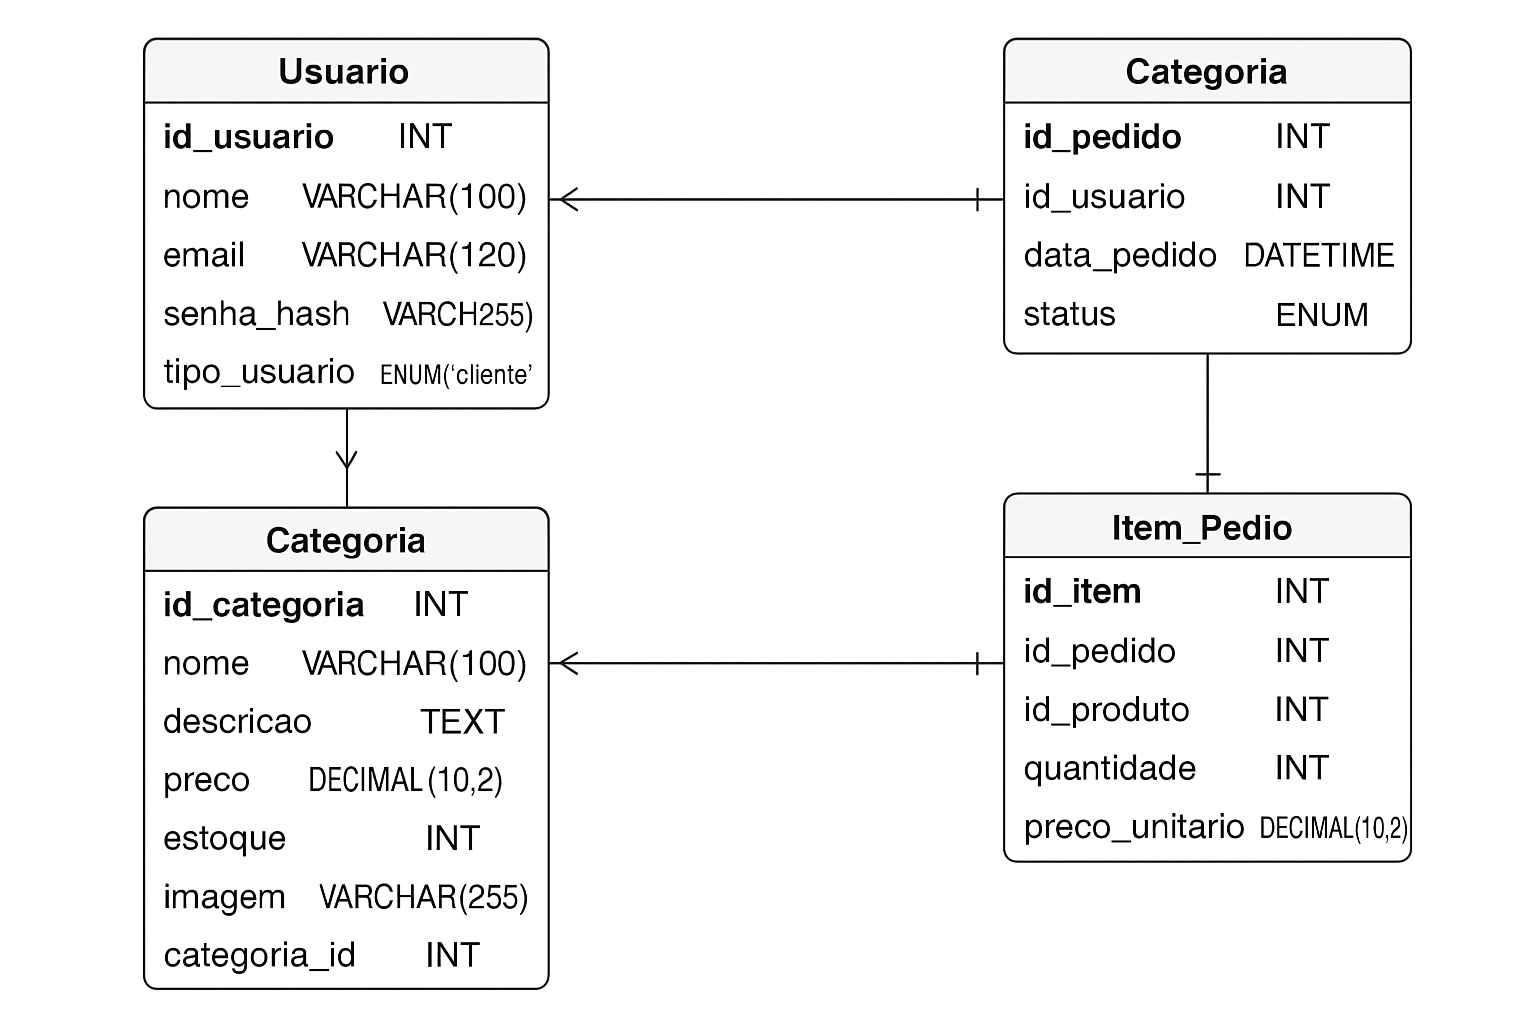 Usuario
id_usuario INT
nome VARCHAR(100)
email VARCHAR(120)
senha_hash VARCH255)
tipo_usuario ENUM(‘cliente’
Categoria
id_pedido INT
id_usuario INT
data_pedido DATETIME
status ENUM
Categoria
id_categoria INT
nome VARCHAR(100)
descricao TEXT
preco DECIMAL(10,2)
estoque INT
imagem VARCHAR(255)
categoria_id INT
Item_Pedio
id_item INT
id_pedido INT
id_produto INT
quantidade INT
preco_unitario DECIMAL(10,2)